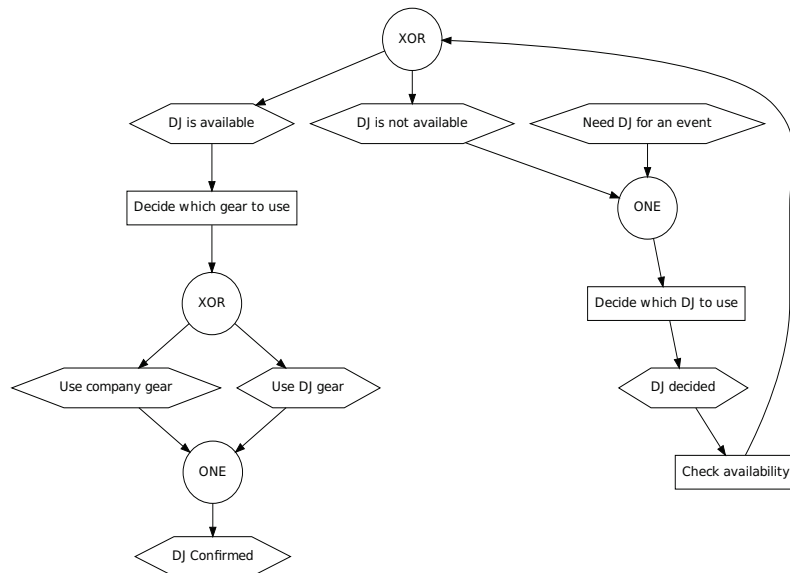 XOR
DJ is available
DJ is not available
Need DJ for an event
Decide which gear to use
ONE
XOR
Decide which DJ to use
Use company gear
Use DJ gear
DJ decided
ONE
Check availability
DJ Confirmed